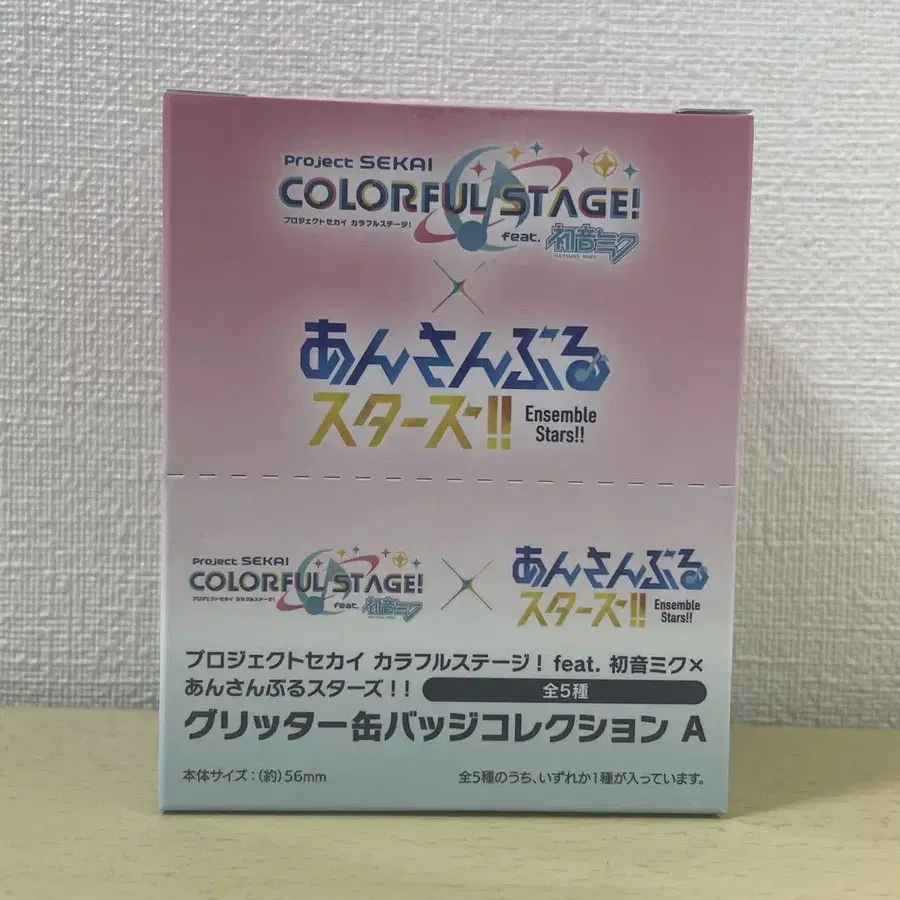 Project SEKAI
COLORFUL STAGE!
プロジェクトセカイ カラフルステージ!
feat. 初音ミク
HATSUNE MIKU
×
あんさんぶる
スターズ!!
Ensemble
Stars!!
Project SEKAI
COLORFUL STAGE!
プロジェクトセカイ カラフルステージ!
feat. 初音ミク
×
あんさんぶる
スターズ!!
Ensemble
Stars!!
プロジェクトセカイ カラフルステージ! feat. 初音ミク×
あんさんぶるスターズ!! 全5種
グリッター缶バッジコレクション A
本体サイズ:(約)56mm 全5種のうち、いずれか1種が入っています。